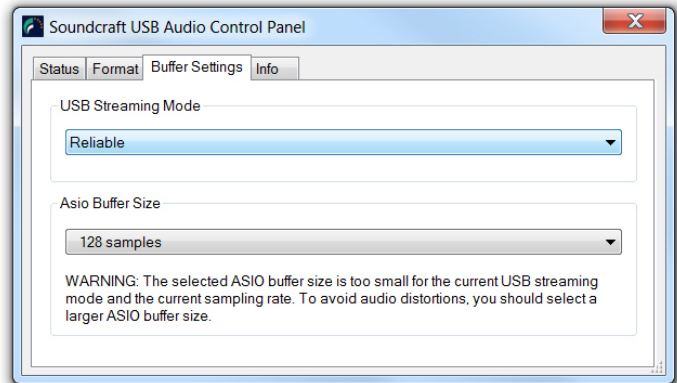 Soundcraft USB Audio Control Panel
Status Format Buffer Settings Info
USB Streaming Mode
Reliable
Asio Buffer Size
128 samples
WARNING: The selected ASIO buffer size is too small for the current USB streaming
mode and the current sampling rate. To avoid audio distortions, you should select a
larger ASIO buffer size.